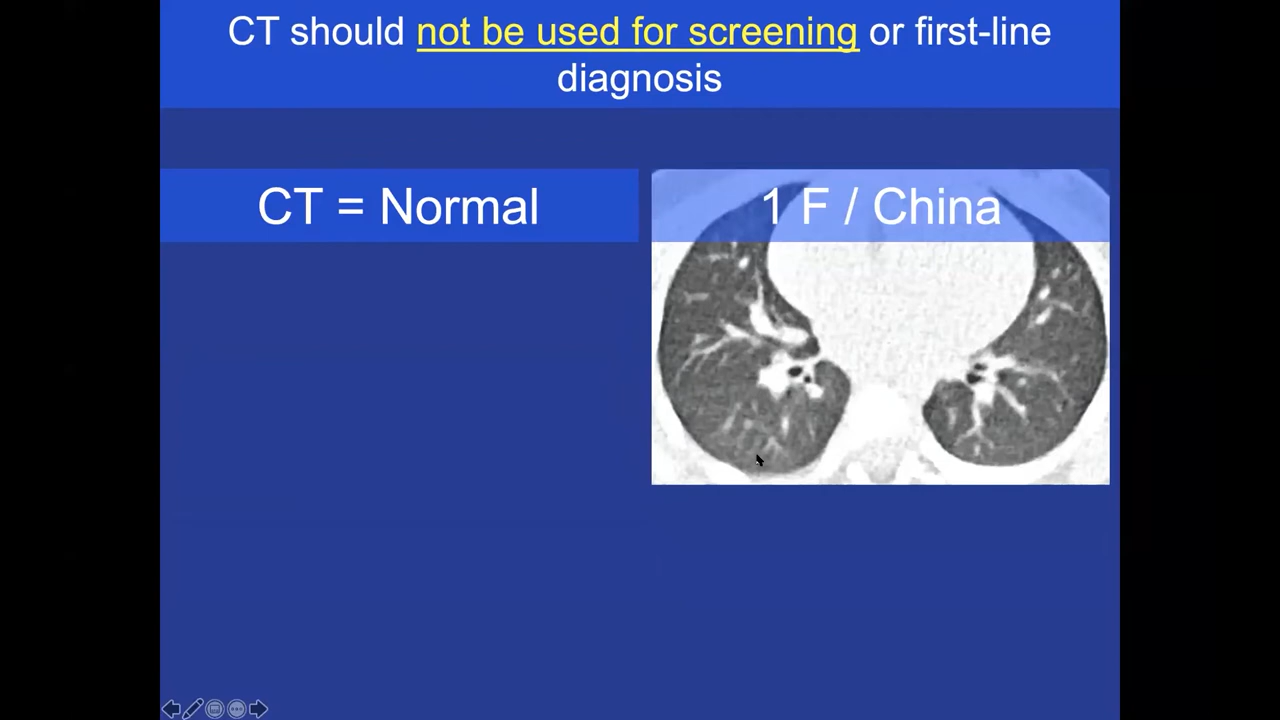 CT should not be used for screening or first-line
diagnosis
CT = Normal
1 F / China